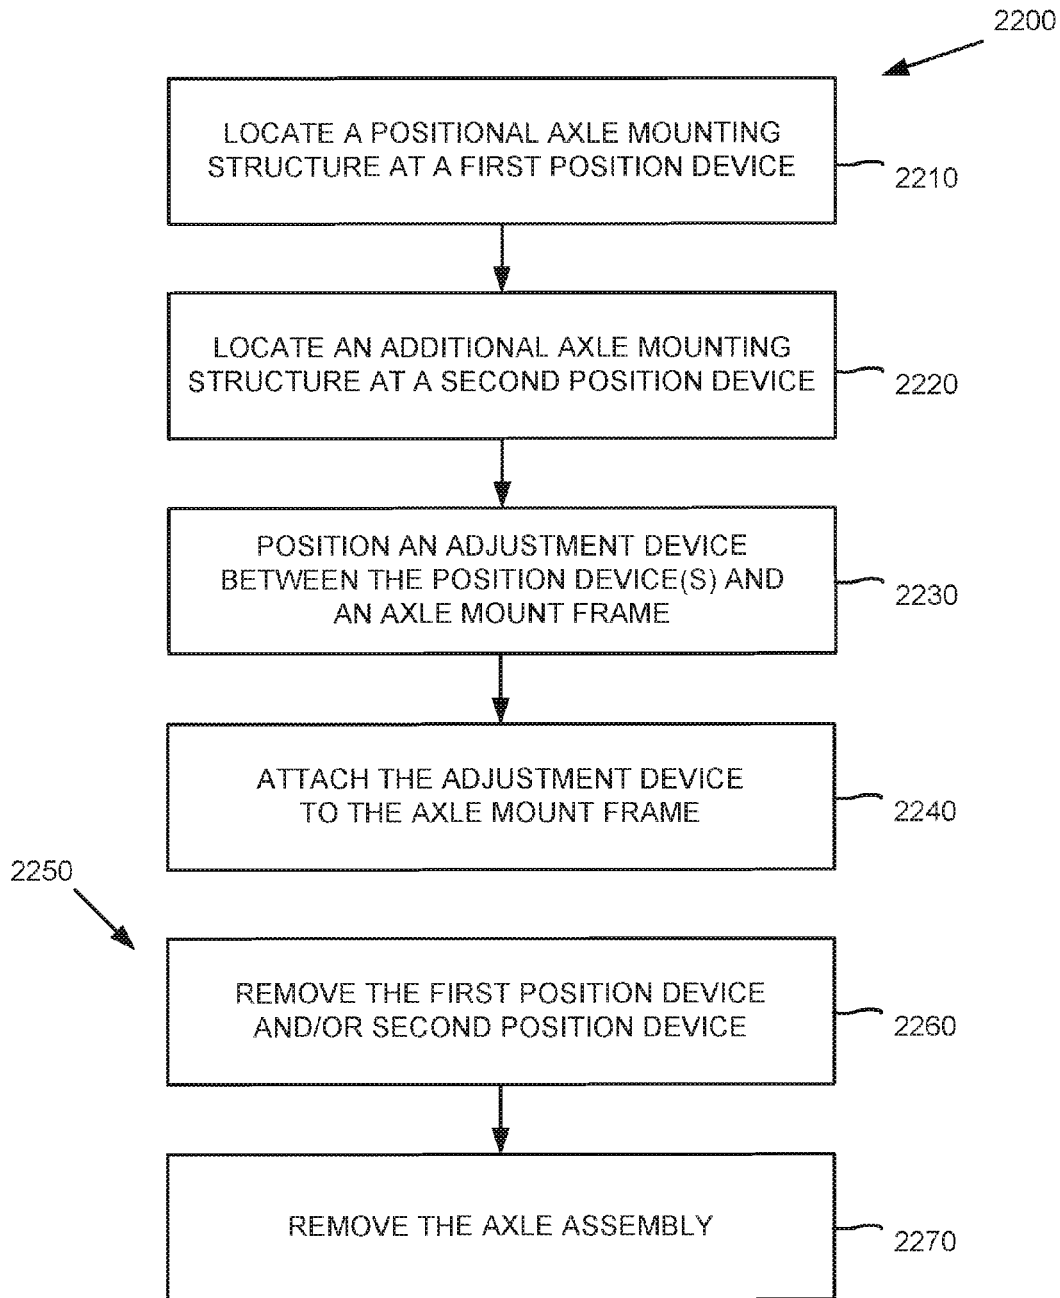 2200
LOCATE A POSITIONAL AXLE MOUNTING
STRUCTURE AT A FIRST POSITION DEVICE
2210
LOCATE AN ADDITIONAL AXLE MOUNTING
STRUCTURE AT A SECOND POSITION DEVICE
2220
POSITION AN ADJUSTMENT DEVICE
BETWEEN THE POSITION DEVICE(S) AND
AN AXLE MOUNT FRAME
2230
ATTACH THE ADJUSTMENT DEVICE
TO THE AXLE MOUNT FRAME
2240
2250
REMOVE THE FIRST POSITION DEVICE
AND/OR SECOND POSITION DEVICE
2260
REMOVE THE AXLE ASSEMBLY
2270